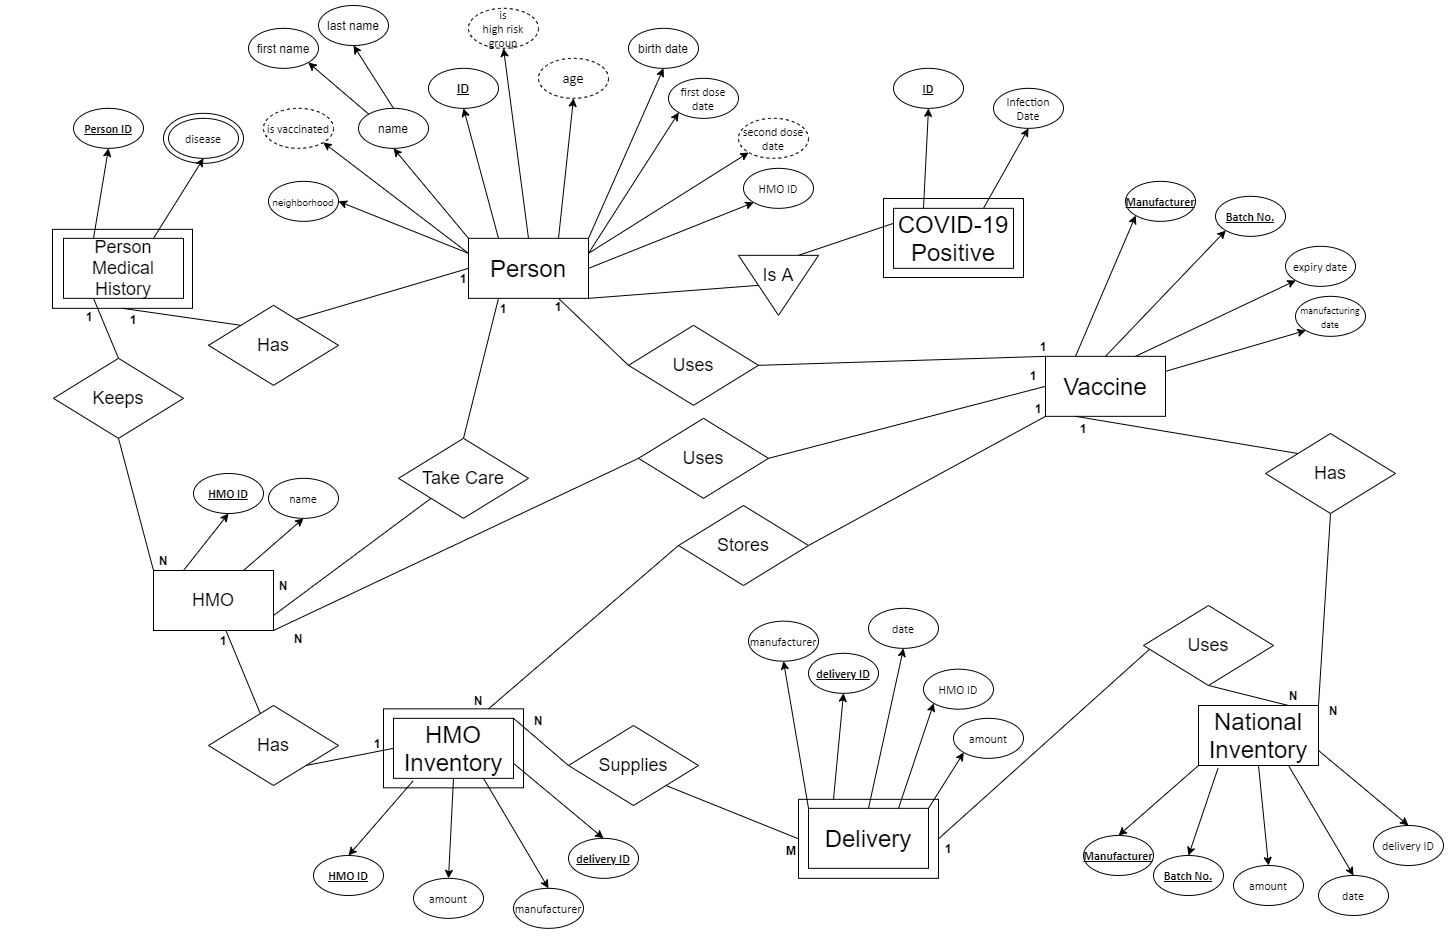 last name
is
high risk
group
first name
birth date
age
ID
ID
first dose
date
Infection
Date
Person ID
disease
is vaccinated
name
second dose
date
HMO ID
neighborhood
Manufacturer
Batch No.
Person
Medical
History
Person
COVID-19
Positive
Is A
expiry date
manufacturing
date
1
1
1
1
1
Has
Uses
1
1
1
1
Vaccine
Keeps
Take Care
Uses
Has
HMO ID
name
Stores
N
N
N
HMO
1
manufacturer
date
delivery ID
HMO ID
amount
Uses
N
N
N
N
1
Has
HMO
Inventory
Supplies
National
Inventory
Delivery
M
1
HMO ID
amount
manufacturer
delivery ID
Manufacturer
Batch No.
amount
date
delivery ID